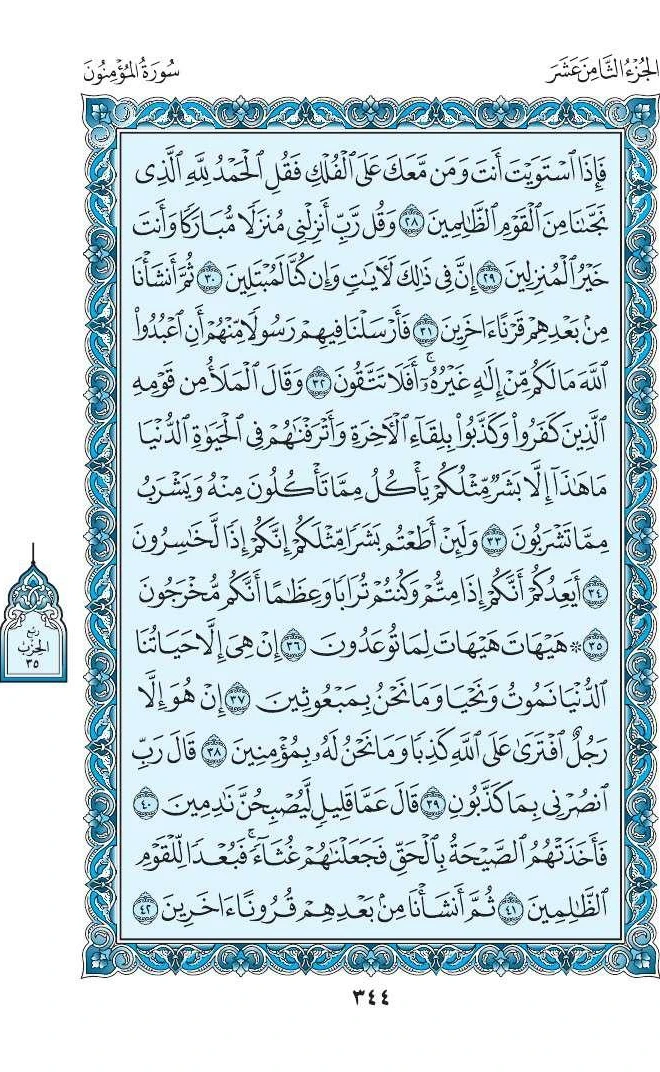 الجُزْءُ الثَّامِنَ عَشَرَ
سُورَةُ المُؤْمِنُونَ
فَإِذَا ٱسْتَوَيْتَ أَنتَ وَمَن مَّعَكَ عَلَى ٱلْفُلْكِ فَقُلِ ٱلْحَمْدُ لِلَّهِ ٱلَّذِى
نَجَّىٰنَا مِنَ ٱلْقَوْمِ ٱلظَّٰلِمِينَ ٢٨ وَقُل رَّبِّ أَنزِلْنِى مُنزَلًا مُّبَارَكًا وَأَنتَ
خَيْرُ ٱلْمُنزِلِينَ ٢٩ إِنَّ فِى ذَٰلِكَ لَءَايَٰتٍ وَإِن كُنَّا لَمُبْتَلِينَ ٣٠ ثُمَّ أَنشَأْنَا
مِنۢ بَعْدِهِمْ قَرْنًا ءَاخَرِينَ ٣١ فَأَرْسَلْنَا فِيهِمْ رَسُولًا مِّنْهُمْ أَنِ ٱعْبُدُوا۟
ٱللَّهَ مَا لَكُم مِّنْ إِلَٰهٍ غَيْرُهُۥٓ ۚ أَفَلَا تَتَّقُونَ ٣٢ وَقَالَ ٱلْمَلَأُ مِن قَوْمِهِ
ٱلَّذِينَ كَفَرُوا۟ وَكَذَّبُوا۟ بِلِقَآءِ ٱلْءَاخِرَةِ وَأَتْرَفْنَٰهُمْ فِى ٱلْحَيَوٰةِ ٱلدُّنْيَا
مَا هَٰذَآ إِلَّا بَشَرٌ مِّثْلُكُمْ يَأْكُلُ مِمَّا تَأْكُلُونَ مِنْهُ وَيَشْرَبُ
مِمَّا تَشْرَبُونَ ٣٣ وَلَئِنْ أَطَعْتُم بَشَرًا مِّثْلَكُمْ إِنَّكُمْ إِذًا لَّخَٰسِرُونَ
٣٤ أَيَعِدُكُمْ أَنَّكُمْ إِذَا مِتُّمْ وَكُنتُمْ تُرَابًا وَعِظَٰمًا أَنَّكُم مُّخْرَجُونَ
٣٥ ۞ هَيْهَاتَ هَيْهَاتَ لِمَا تُوعَدُونَ ٣٦ إِنْ هِىَ إِلَّا حَيَاتُنَا
ٱلدُّنْيَا نَمُوتُ وَنَحْيَا وَمَا نَحْنُ بِمَبْعُوثِينَ ٣٧ إِنْ هُوَ إِلَّا
رَجُلٌ ٱفْتَرَىٰ عَلَى ٱللَّهِ كَذِبًا وَمَا نَحْنُ لَهُۥ بِمُؤْمِنِينَ ٣٨ قَالَ رَبِّ
ٱنصُرْنِى بِمَا كَذَّبُونِ ٣٩ قَالَ عَمَّا قَلِيلٍ لَّيُصْبِحُنَّ نَٰدِمِينَ ٤٠
فَأَخَذَتْهُمُ ٱلصَّيْحَةُ بِٱلْحَقِّ فَجَعَلْنَٰهُمْ غُثَآءً ۚ فَبُعْدًا لِّلْقَوْمِ
ٱلظَّٰلِمِينَ ٤١ ثُمَّ أَنشَأْنَا مِنۢ بَعْدِهِمْ قُرُونًا ءَاخَرِينَ ٤٢
ربع
الحزب
٣٥
٣٤٤